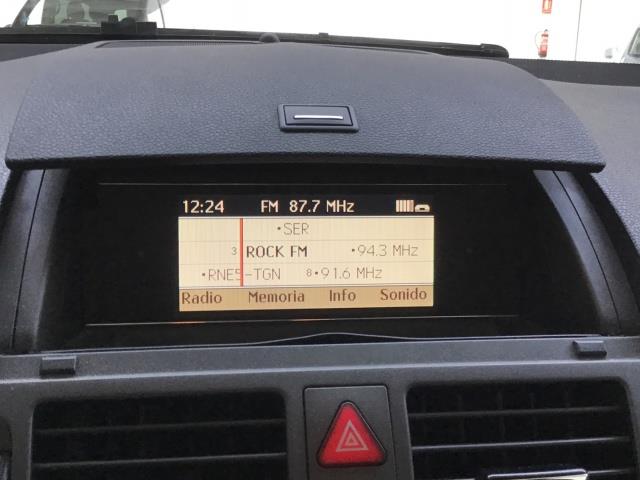 12:24 FM 87.7 MHz
•SER
3 ROCK FM •94.3 MHz
•RNE5-TGN 8•91.6 MHz
Radio Memoria Info Sonido